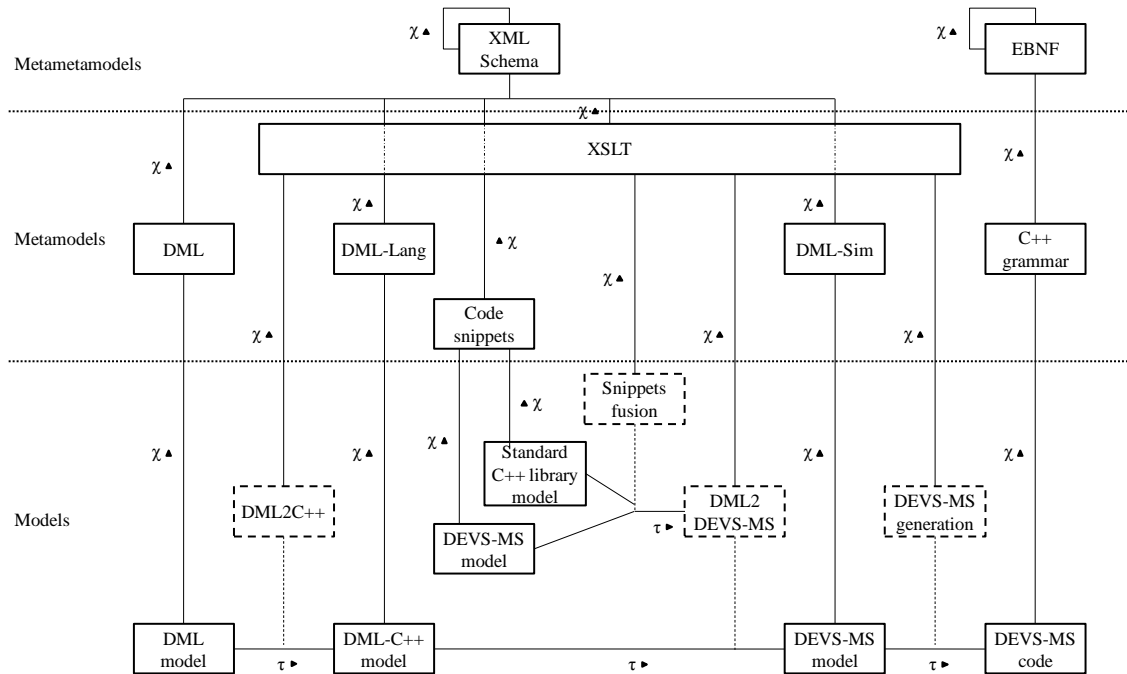 χ▲
XML
Schema
χ▲
EBNF
Metametamodels
χ▲
XSLT
χ▲
χ▲
χ▲
▲χ
χ▲
χ▲
Metamodels
DML
DML-Lang
DML-Sim
C++
grammar
χ▲
Code
snippets
χ▲
χ▲
χ▲
Snippets
fusion
▲χ
χ▲
χ▲
χ▲
χ▲
χ▲
Standard
C++ library
model
Models
DML2C++
DML2
DEVS-MS
DEVS-MS
generation
τ ►
DEVS-MS
model
DML
model
τ ►
DML-C++
model
τ ►
DEVS-MS
model
τ ►
DEVS-MS
code